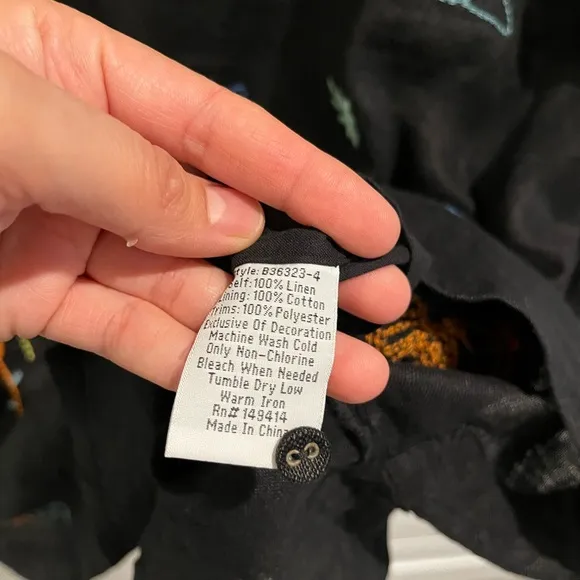 Style: B36323-4
Self: 100% Linen
Lining: 100% Cotton
Trims: 100% Polyester
Exclusive Of Decoration
Machine Wash Cold
Only Non-Chlorine
Bleach When Needed
Tumble Dry Low
Warm Iron
Rn# 149414
Made In China